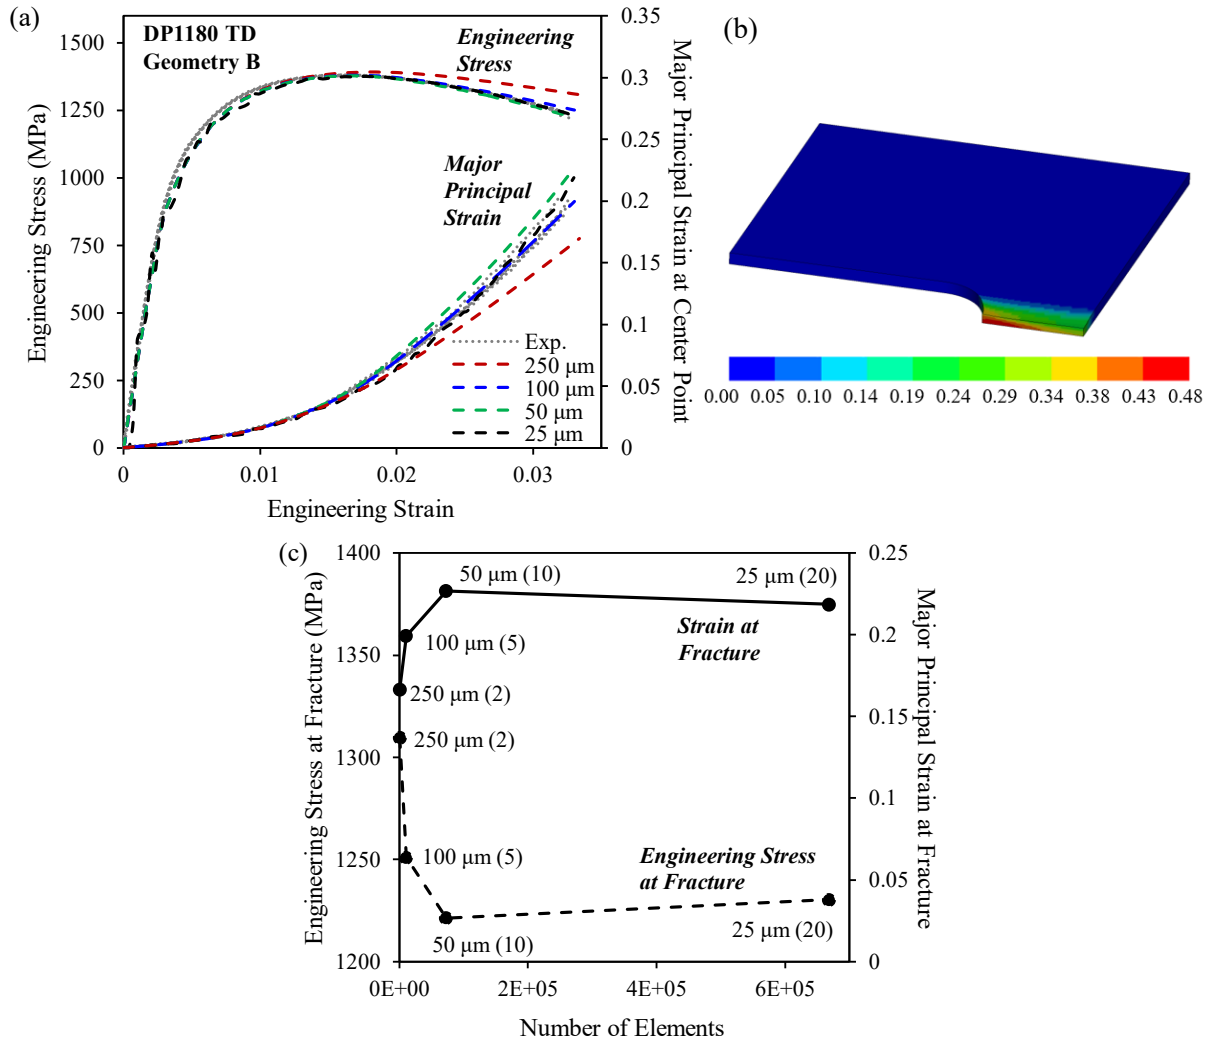 (a)
DP1180 TD
Geometry B
Engineering
Stress
Major
Principal
Strain
Exp.
250 μm
100 μm
50 μm
25 μm
1500
1250
1000
750
500
250
0
Engineering Stress (MPa)
0.35
0.3
0.25
0.2
0.15
0.1
0.05
0
Major Principal Strain at Center Point
0
0.01
0.02
0.03
Engineering Strain
(b)
0.00 0.05 0.10 0.14 0.19 0.24 0.29 0.34 0.38 0.43 0.48
(c)
1400
1350
1300
1250
1200
Engineering Stress at Fracture (MPa)
50 μm (10)
25 μm (20)
100 μm (5)
Strain at
Fracture
250 μm (2)
250 μm (2)
100 μm (5)
Engineering Stress
at Fracture
50 μm (10)
25 μm (20)
0.25
0.2
0.15
0.1
0.05
0
Major Principal Strain at Fracture
0E+00
2E+05
4E+05
6E+05
Number of Elements